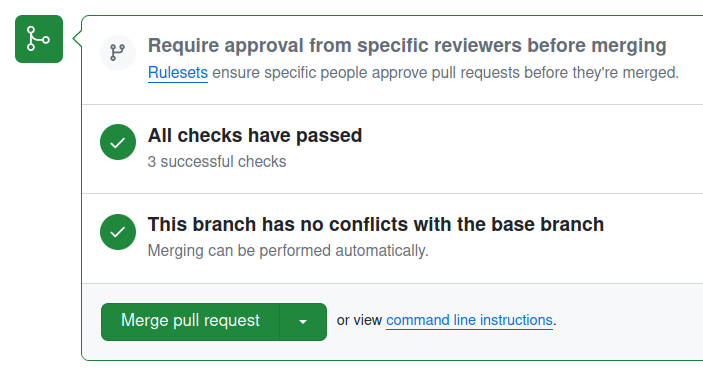 Require approval from specific reviewers before merging
Rulesets ensure specific people approve pull requests before they're merged.
All checks have passed
3 successful checks
This branch has no conflicts with the base branch
Merging can be performed automatically.
Merge pull request or view command line instructions.